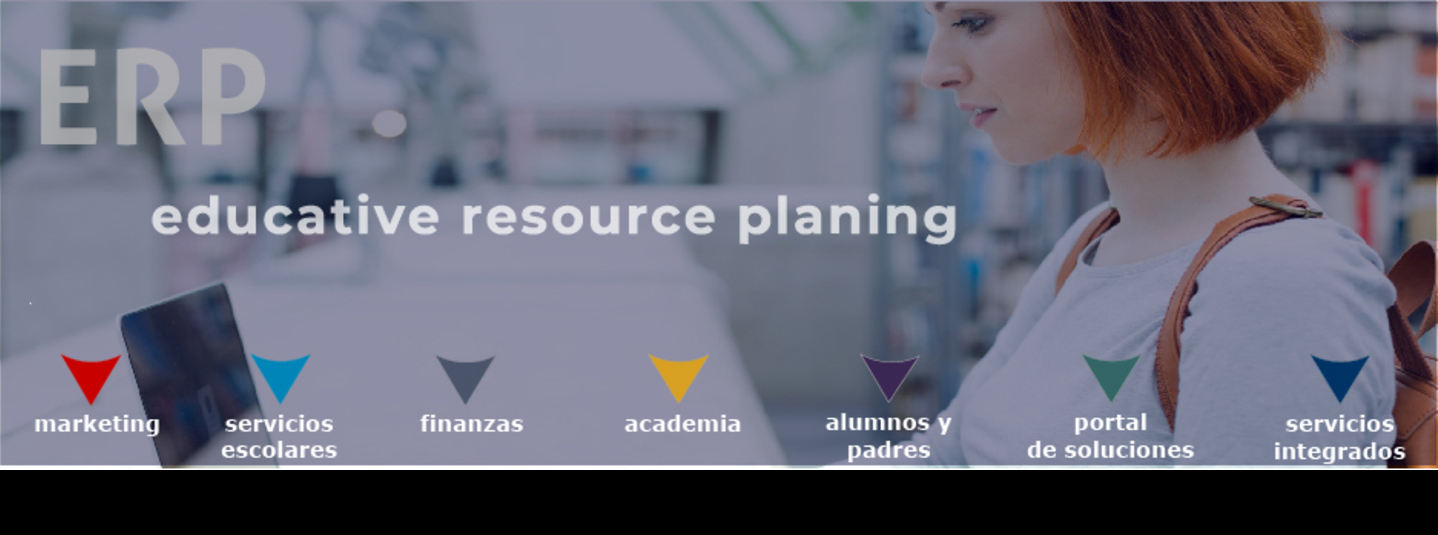 ERP
educative resource planing
marketing
servicios
escolares
finanzas
academia
alumnos y
padres
portal
de soluciones
servicios
integrados